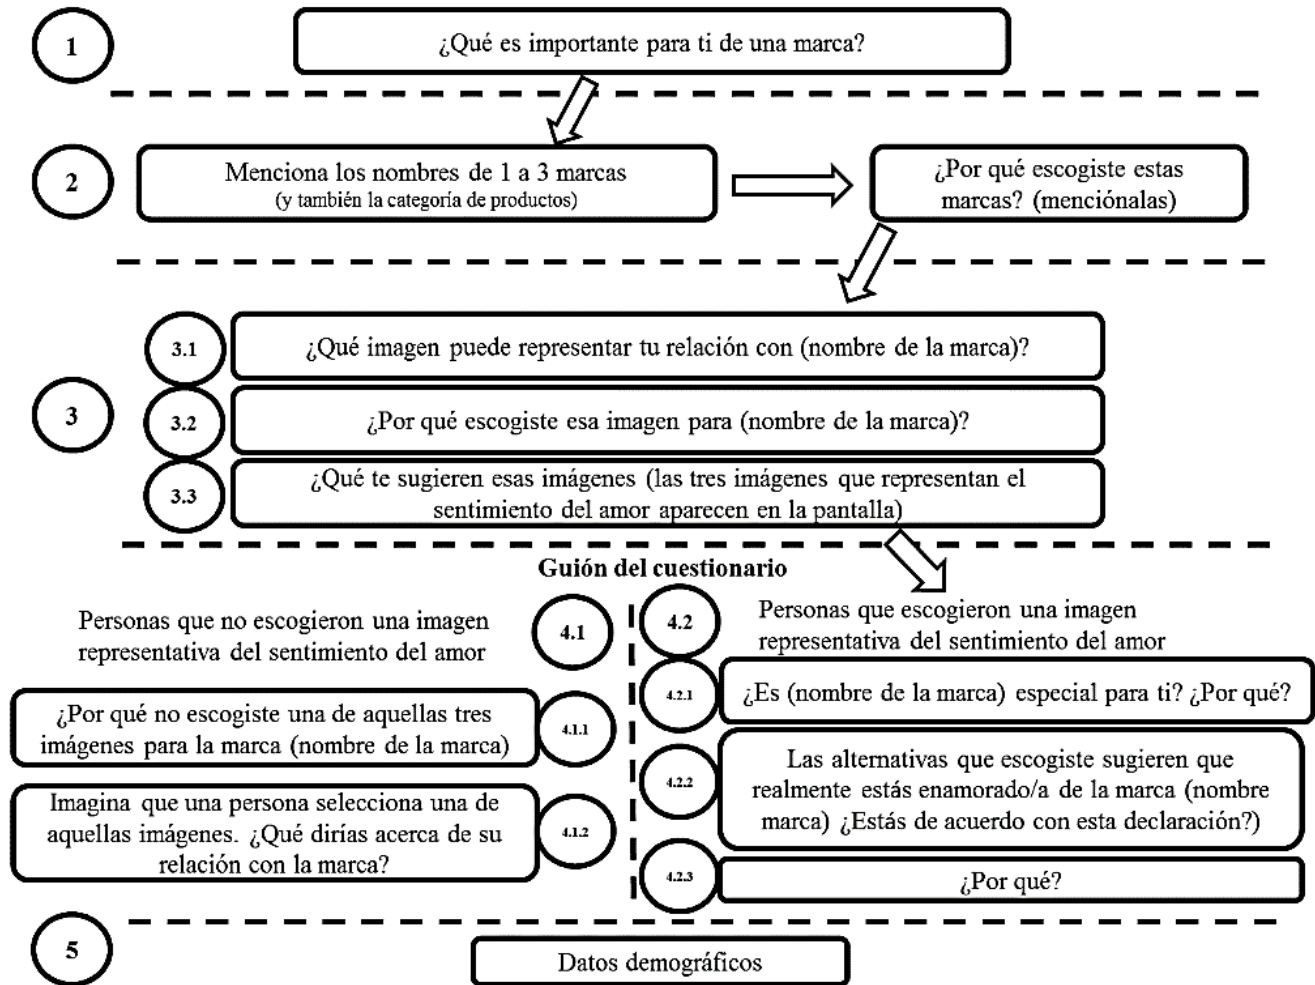 1
¿Qué es importante para ti de una marca?
2
Menciona los nombres de 1 a 3 marcas
(y también la categoría de productos)
¿Por qué escogiste estas
marcas? (menciónalas)
3
3.1
¿Qué imagen puede representar tu relación con (nombre de la marca)?
3.2
¿Por qué escogiste esa imagen para (nombre de la marca)?
3.3
¿Qué te sugieren esas imágenes (las tres imágenes que representan el
sentimiento del amor aparecen en la pantalla)
Guión del cuestionario
Personas que no escogieron una imagen
representativa del sentimiento del amor
4.1
¿Por qué no escogiste una de aquellas tres
imágenes para la marca (nombre de la marca)
4.1.1
Imagina que una persona selecciona una de
aquellas imágenes. ¿Qué dirías acerca de su
relación con la marca?
4.1.2
4.2
Personas que escogieron una imagen
representativa del sentimiento del amor
4.2.1
¿Es (nombre de la marca) especial para ti? ¿Por qué?
4.2.2
Las alternativas que escogiste sugieren que
realmente estás enamorado/a de la marca (nombre
marca) ¿Estás de acuerdo con esta declaración?)
4.2.3
¿Por qué?
5
Datos demográficos